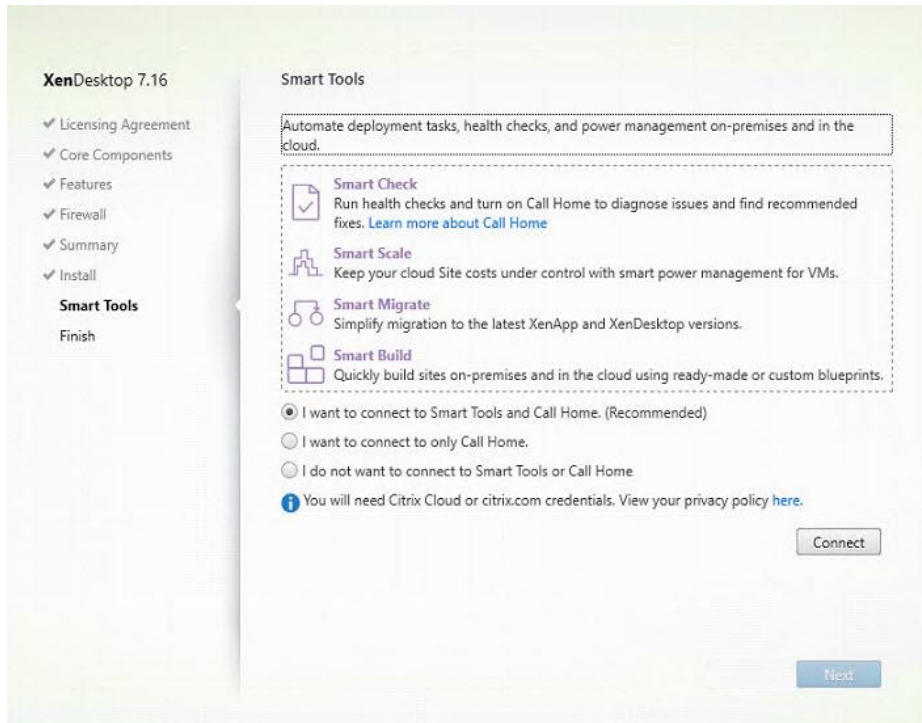 XenDesktop 7.16
Licensing Agreement
Core Components
Features
Firewall
Summary
Install
Smart Tools
Finish
Smart Tools
Automate deployment tasks, health checks, and power management on-premises and in the
cloud.
Smart Check
Run health checks and turn on Call Home to diagnose issues and find recommended
fixes. Learn more about Call Home
Smart Scale
Keep your cloud Site costs under control with smart power management for VMs.
Smart Migrate
Simplify migration to the latest XenApp and XenDesktop versions.
Smart Build
Quickly build sites on-premises and in the cloud using ready-made or custom blueprints.
I want to connect to Smart Tools and Call Home. (Recommended)
I want to connect to only Call Home.
I do not want to connect to Smart Tools or Call Home
You will need Citrix Cloud or citrix.com credentials. View your privacy policy here.
Connect
Next